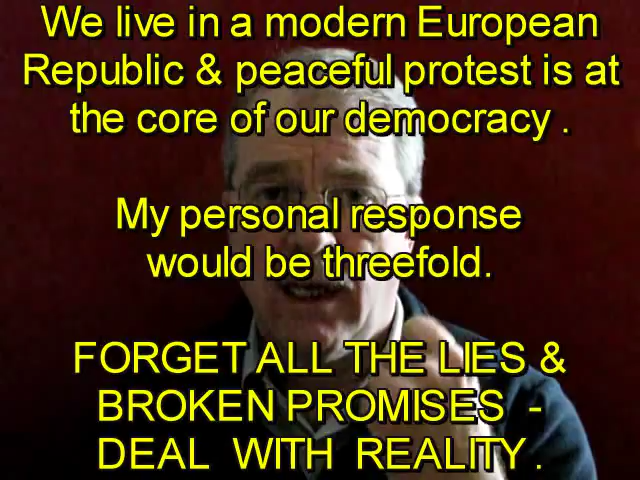 We live in a modern European
Republic & peaceful protest is at
the core of our democracy .
My personal response
would be threefold.
FORGET ALL THE LIES &
BROKEN PROMISES -
DEAL WITH REALITY .